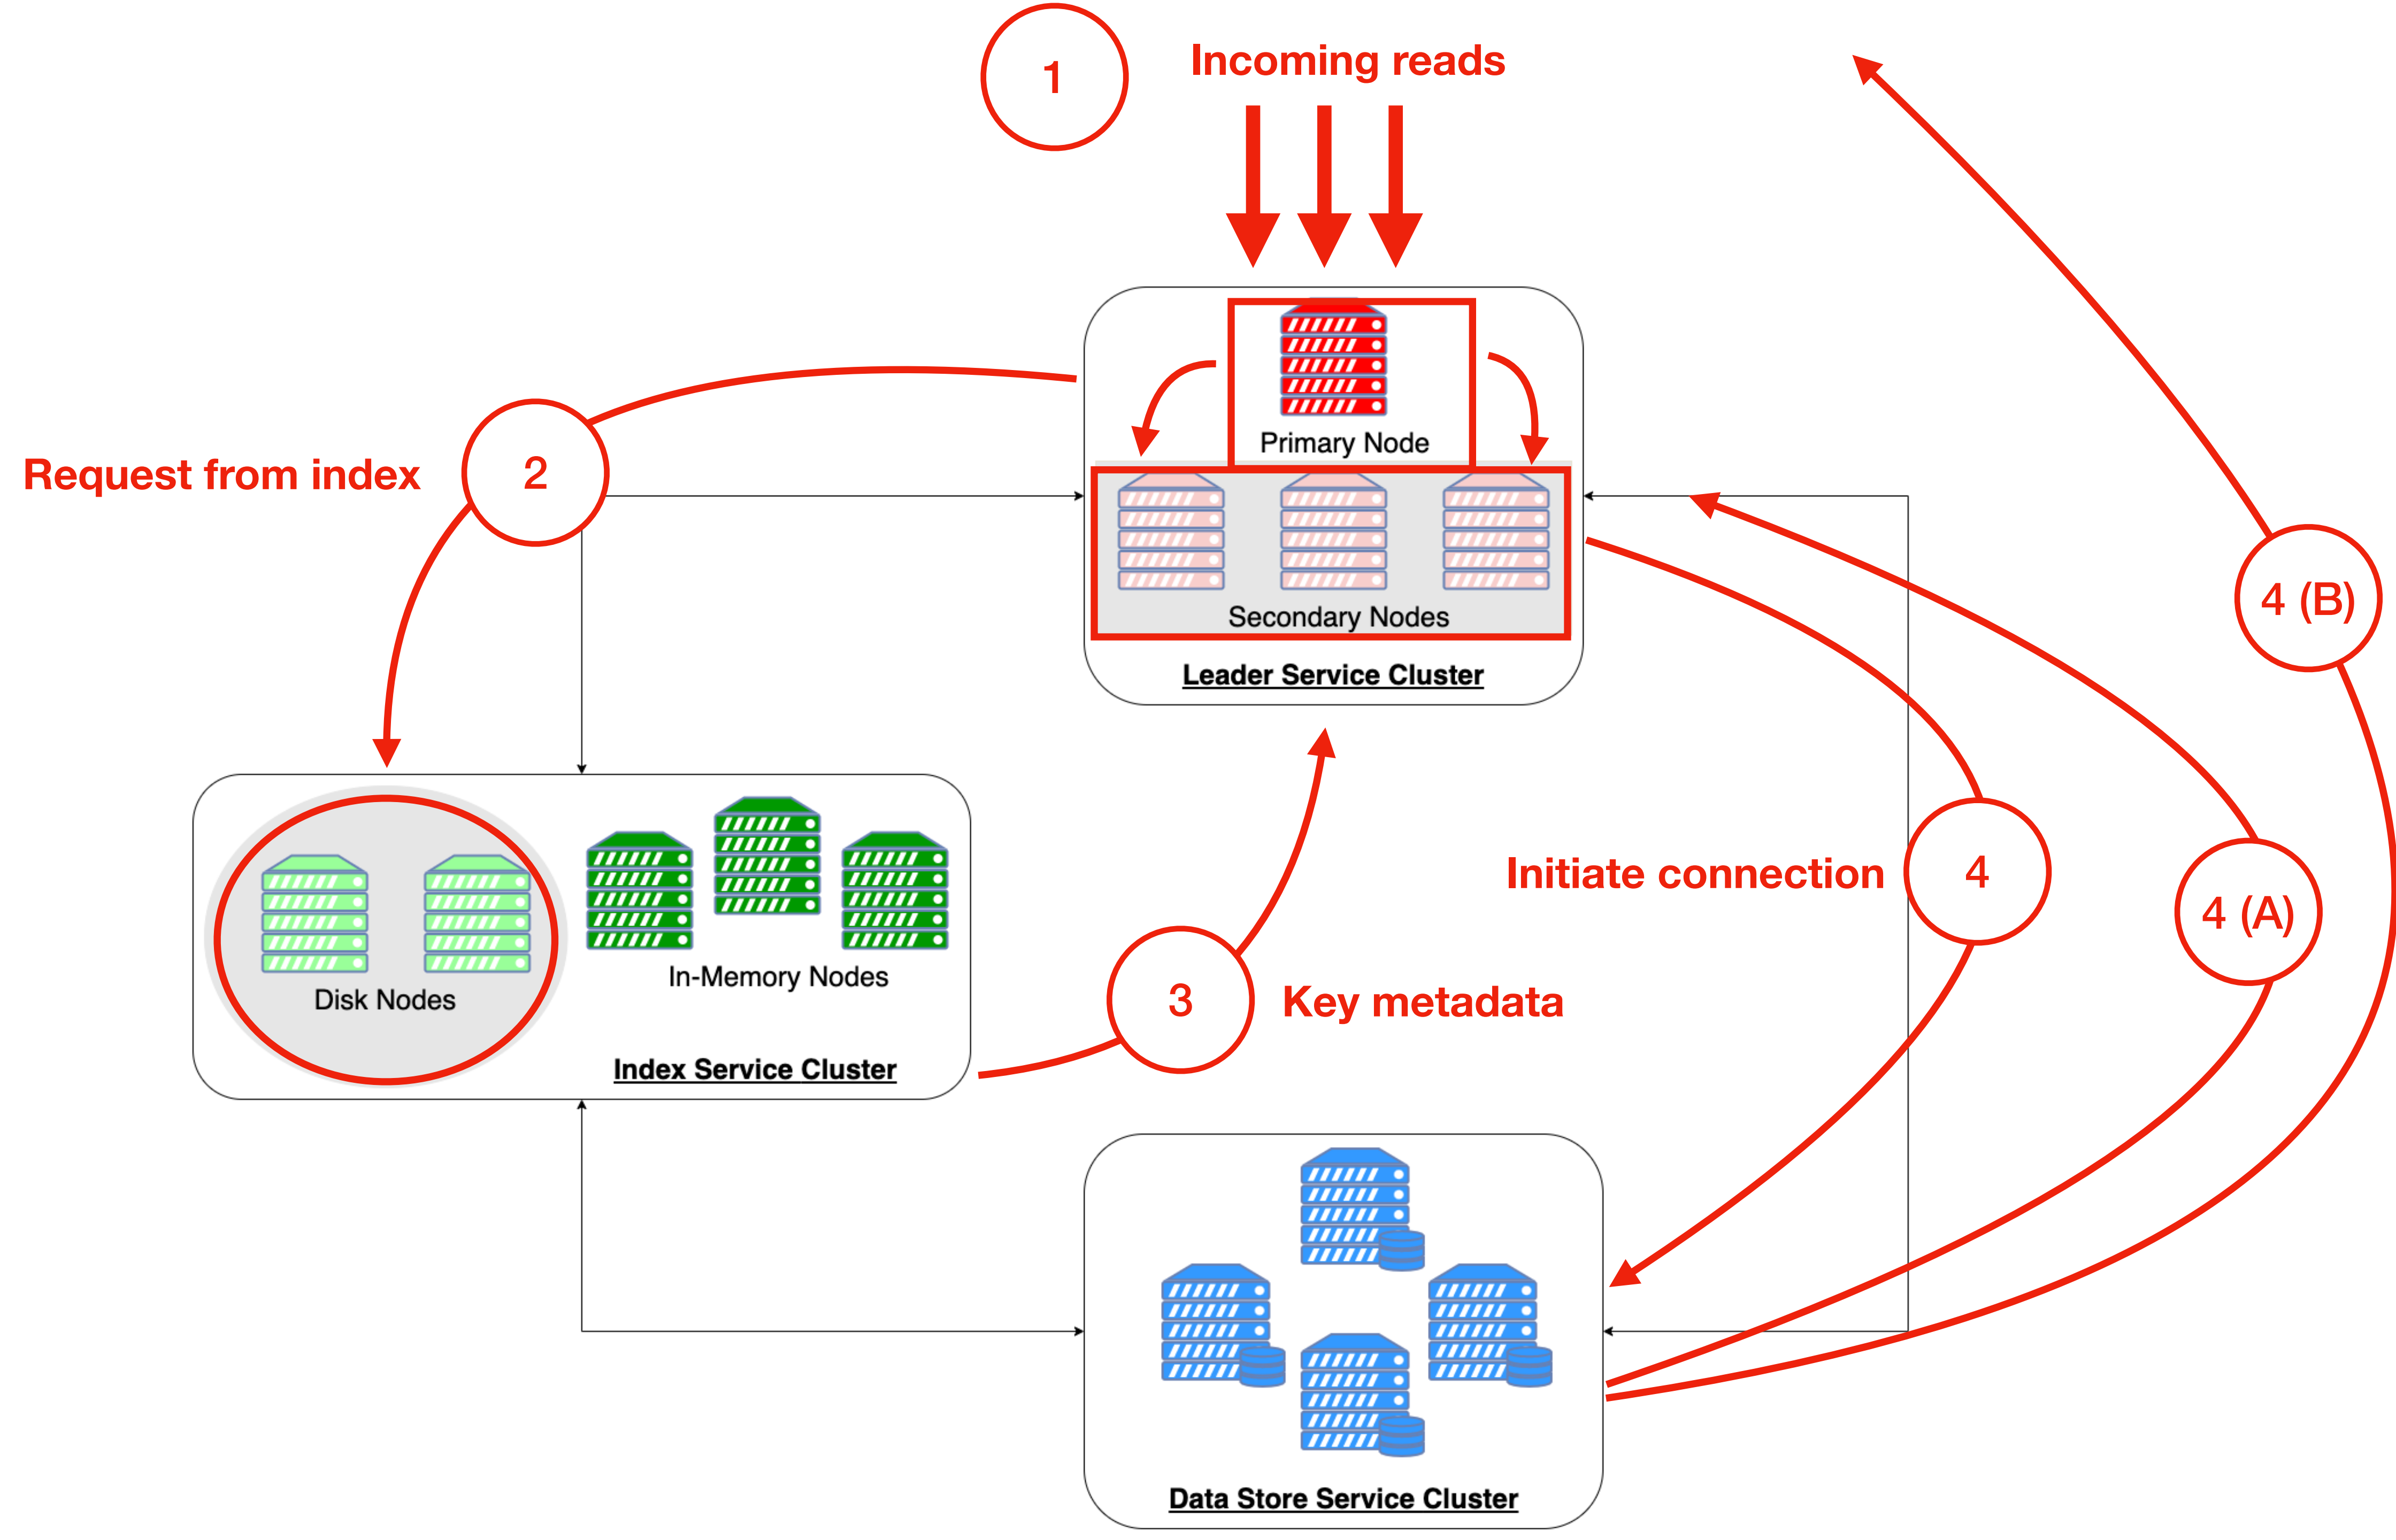 1
Incoming reads
Primary Node
Request from index
2
Secondary Nodes
4 (B)
Leader Service Cluster
Initiate connection
4
4 (A)
Disk Nodes
In-Memory Nodes
3
Key metadata
Index Service Cluster
Data Store Service Cluster